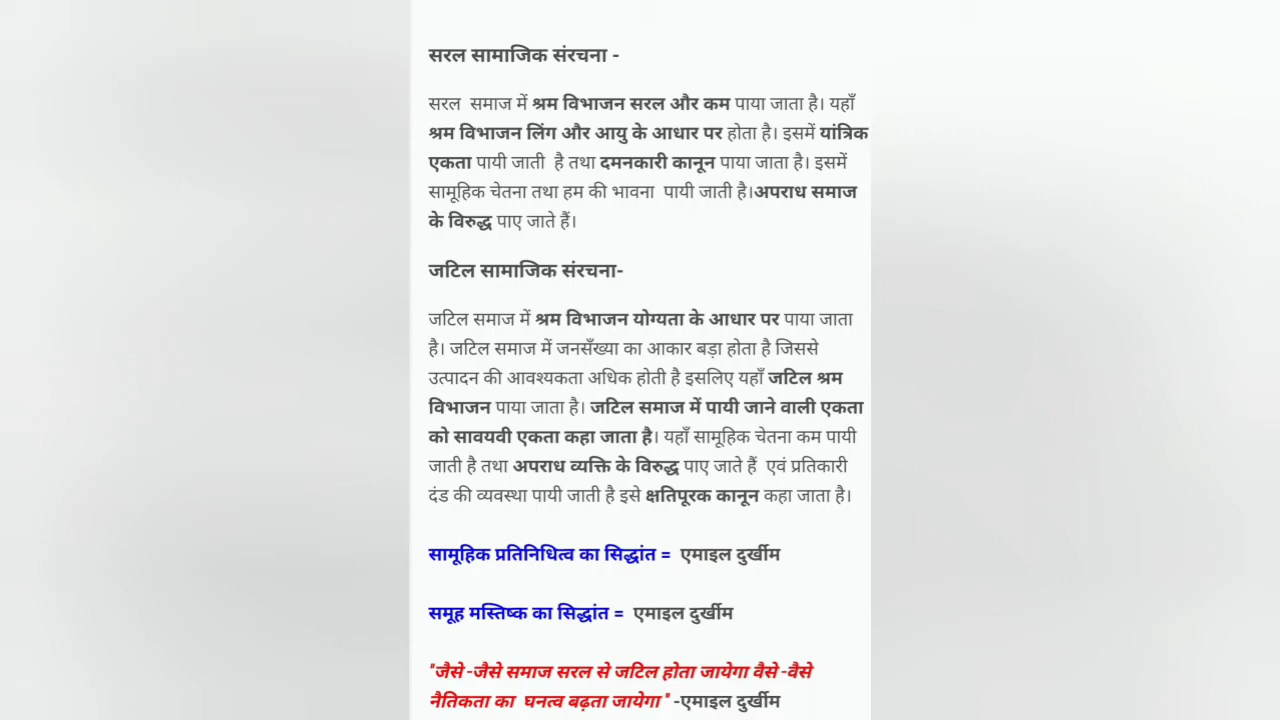 सरल सामाजिक संरचना -
सरल समाज में श्रम विभाजन सरल और कम पाया जाता है। यहाँ
श्रम विभाजन लिंग और आयु के आधार पर होता है। इसमें यांत्रिक
एकता पायी जाती है तथा दमनकारी कानून पाया जाता है। इसमें
सामूहिक चेतना तथा हम की भावना पायी जाती है।अपराध समाज
के विरुद्ध पाए जाते हैं।
जटिल सामाजिक संरचना-
जटिल समाज में श्रम विभाजन योग्यता के आधार पर पाया जाता
है। जटिल समाज में जनसँख्या का आकार बड़ा होता है जिससे
उत्पादन की आवश्यकता अधिक होती है इसलिए यहाँ जटिल श्रम
विभाजन पाया जाता है। जटिल समाज में पायी जाने वाली एकता
को सावयवी एकता कहा जाता है। यहाँ सामूहिक चेतना कम पायी
जाती है तथा अपराध व्यक्ति के विरुद्ध पाए जाते हैं एवं प्रतिकारी
दंड की व्यवस्था पायी जाती है इसे क्षतिपूरक कानून कहा जाता है।
सामूहिक प्रतिनिधित्व का सिद्धांत = एमाइल दुर्खीम
समूह मस्तिष्क का सिद्धांत = एमाइल दुर्खीम
"जैसे -जैसे समाज सरल से जटिल होता जायेगा वैसे -वैसे
नैतिकता का घनत्व बढ़ता जायेगा " -एमाइल दुर्खीम